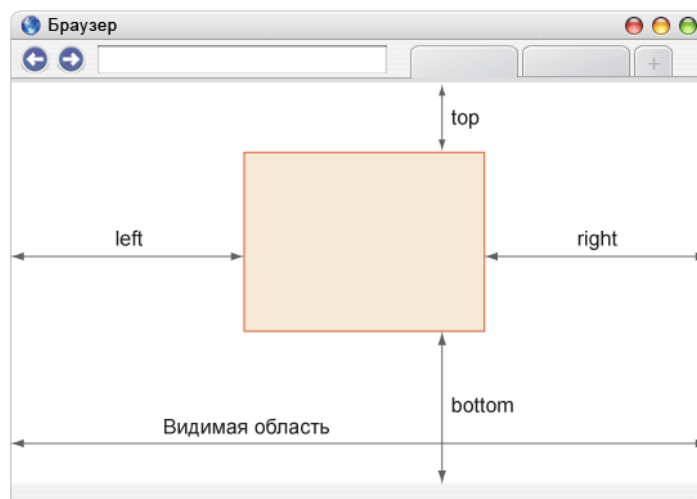 Браузер
+
top
left
right
bottom
Видимая область